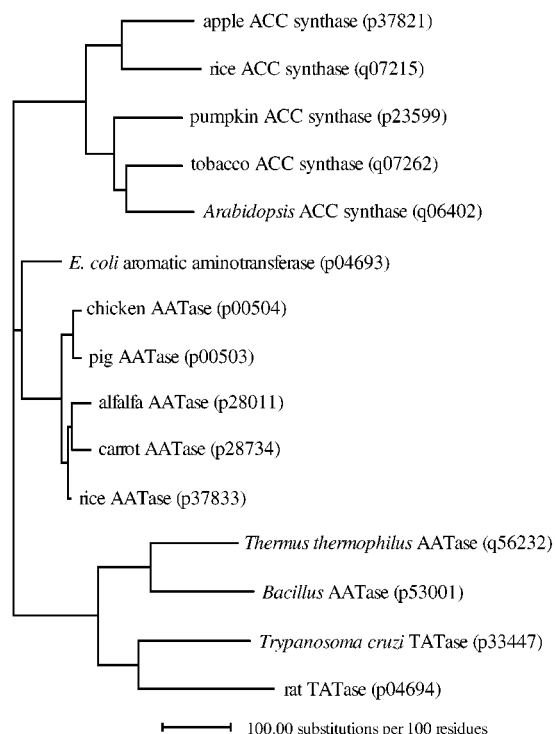 apple ACC synthase (p37821)
rice ACC synthase (q07215)
pumpkin ACC synthase (p23599)
tobacco ACC synthase (q07262)
Arabidopsis ACC synthase (q06402)
E. coli aromatic aminotransferase (p04693)
chicken AATase (p00504)
pig AATase (p00503)
alfalfa AATase (p28011)
carrot AATase (p28734)
rice AATase (p37833)
Thermus thermophilus AATase (q56232)
Bacillus AATase (p53001)
Trypanosoma cruzi TATase (p33447)
rat TATase (p04694)
100.00 substitutions per 100 residues